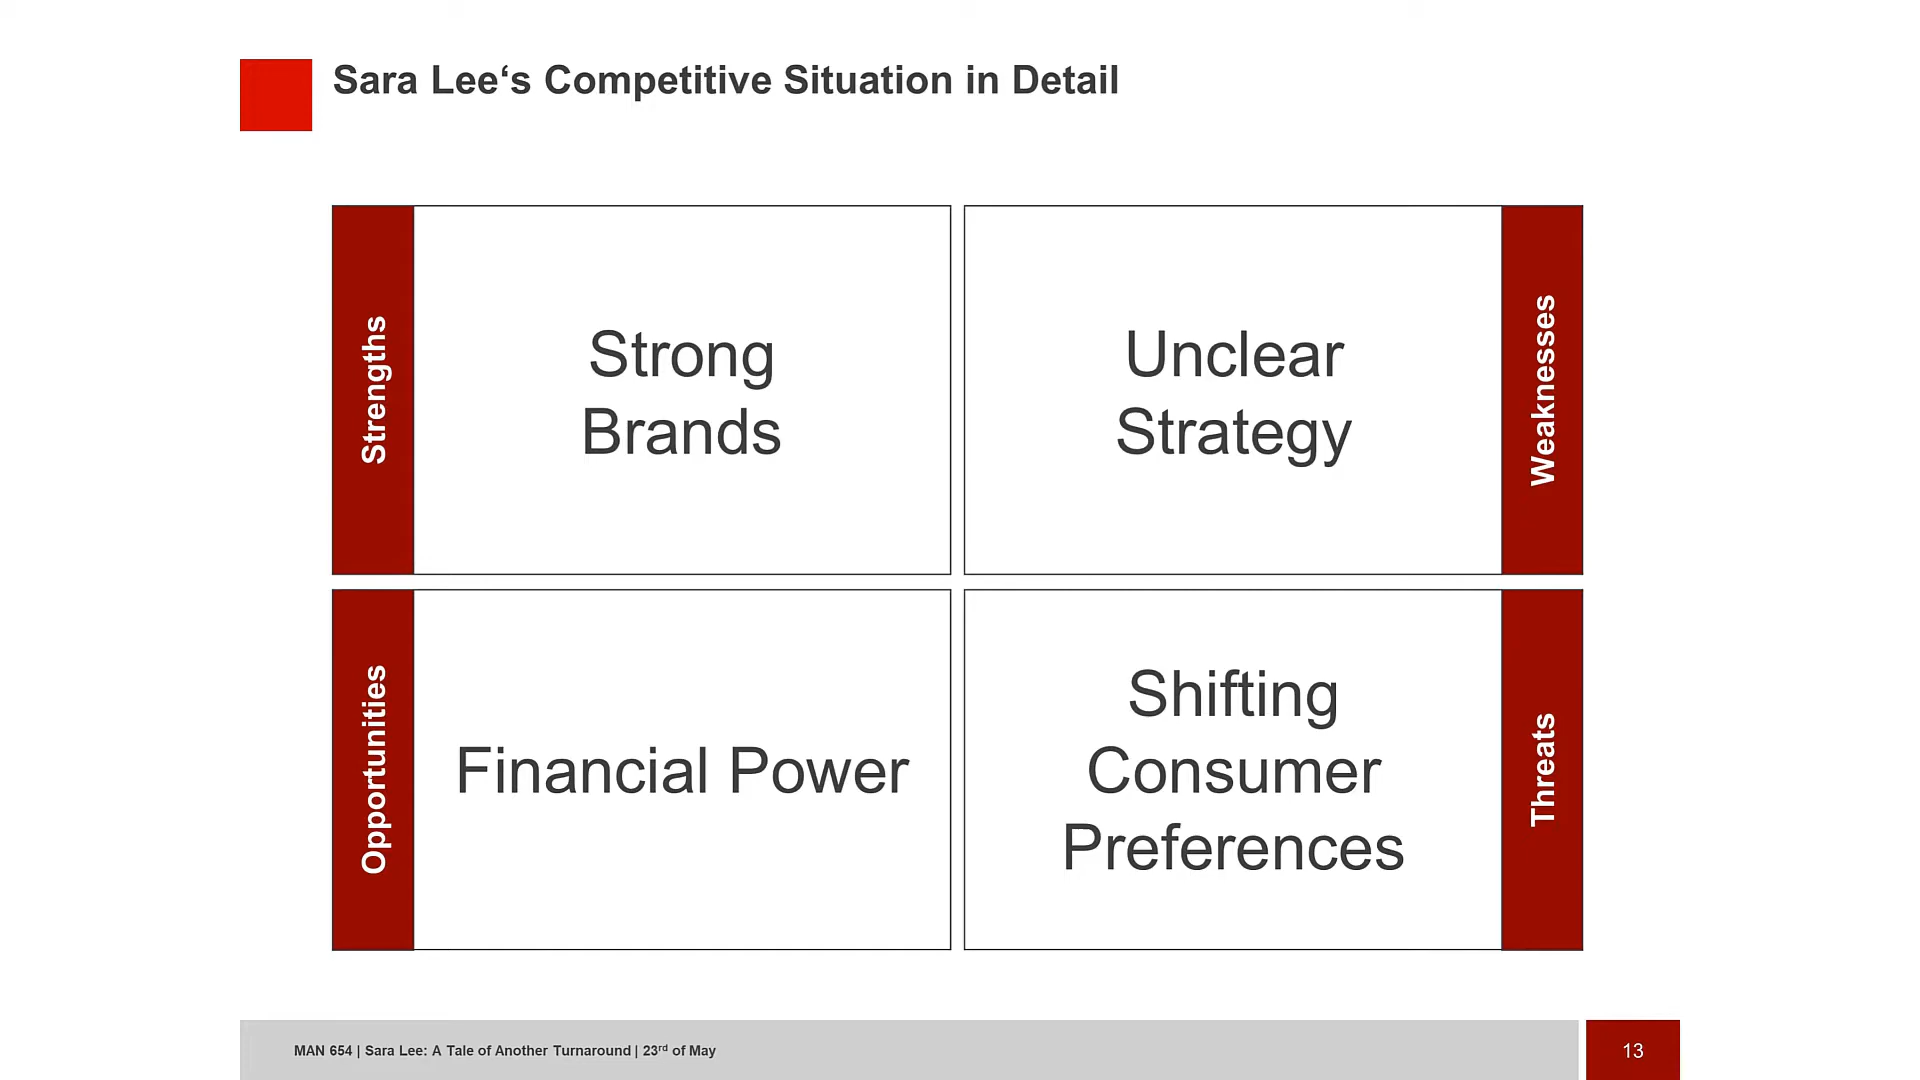 Sara Lee‘s Competitive Situation in Detail
Strengths
Strong
Brands
Unclear
Strategy
Weaknesses
Opportunities
Financial Power
Shifting
Consumer
Preferences
Threats
MAN 654 | Sara Lee: A Tale of Another Turnaround | 23rd of May
13